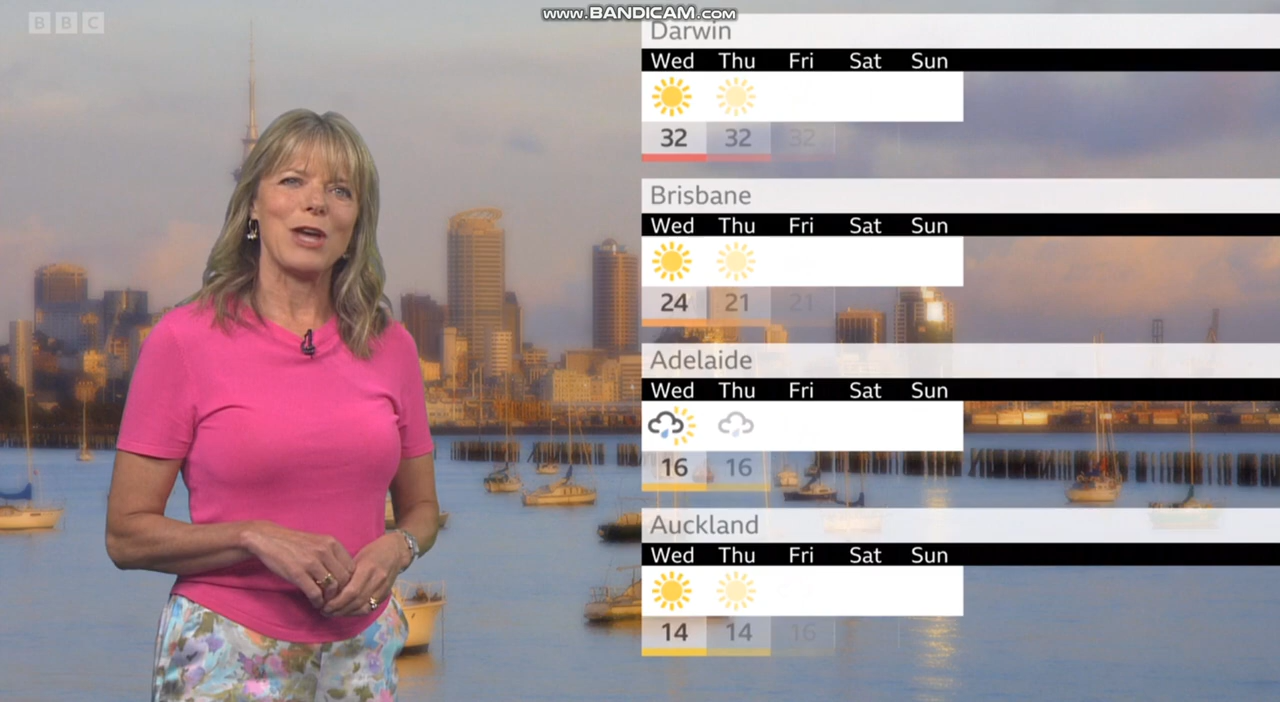 BBC
www.BANDICAM.com
Darwin
Wed Thu Fri Sat Sun
32 32 32
Brisbane
Wed Thu Fri Sat Sun
24 21 21
Adelaide
Wed Thu Fri Sat Sun
16 16
Auckland
Wed Thu Fri Sat Sun
14 14 16